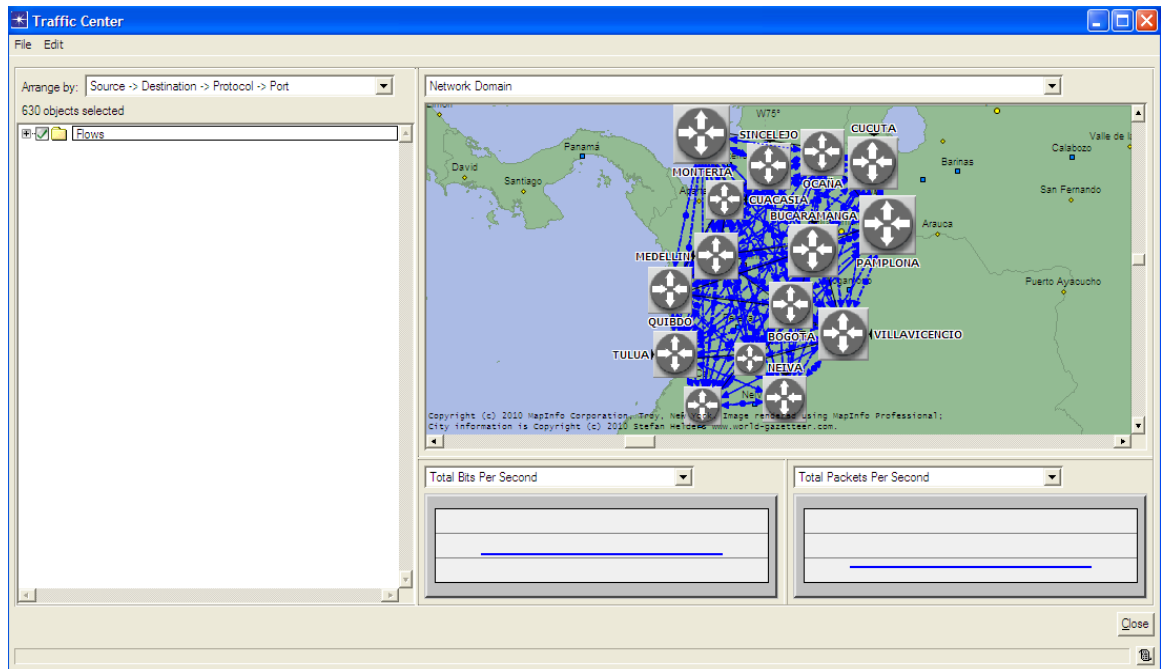 Traffic Center
File Edit
Arrange by: Source -> Destination -> Protocol -> Port
630 objects selected
Flows
Network Domain
W75°
SINCELEJO
CUCUTA
Valle de la
Panamá
Calabozo
David
MONTERIA
Barinas
Santiago
OCAÑA
San Fernando
CUACASIA
BUCARAMANGA
Arauca
MEDELLIN
PAMPLONA
Puerto Ayacucho
QUIBDO
BOGOTA
VILLAVICENCIO
TULUA
NEIVA
Copyright (c) 2010 MapInfo Corporation, Troy, New York. Image rendered using MapInfo Professional;
City information is Copyright (c) 2010 Stefan Helders www.world-gazetteer.com.
Total Bits Per Second
Total Packets Per Second
Close